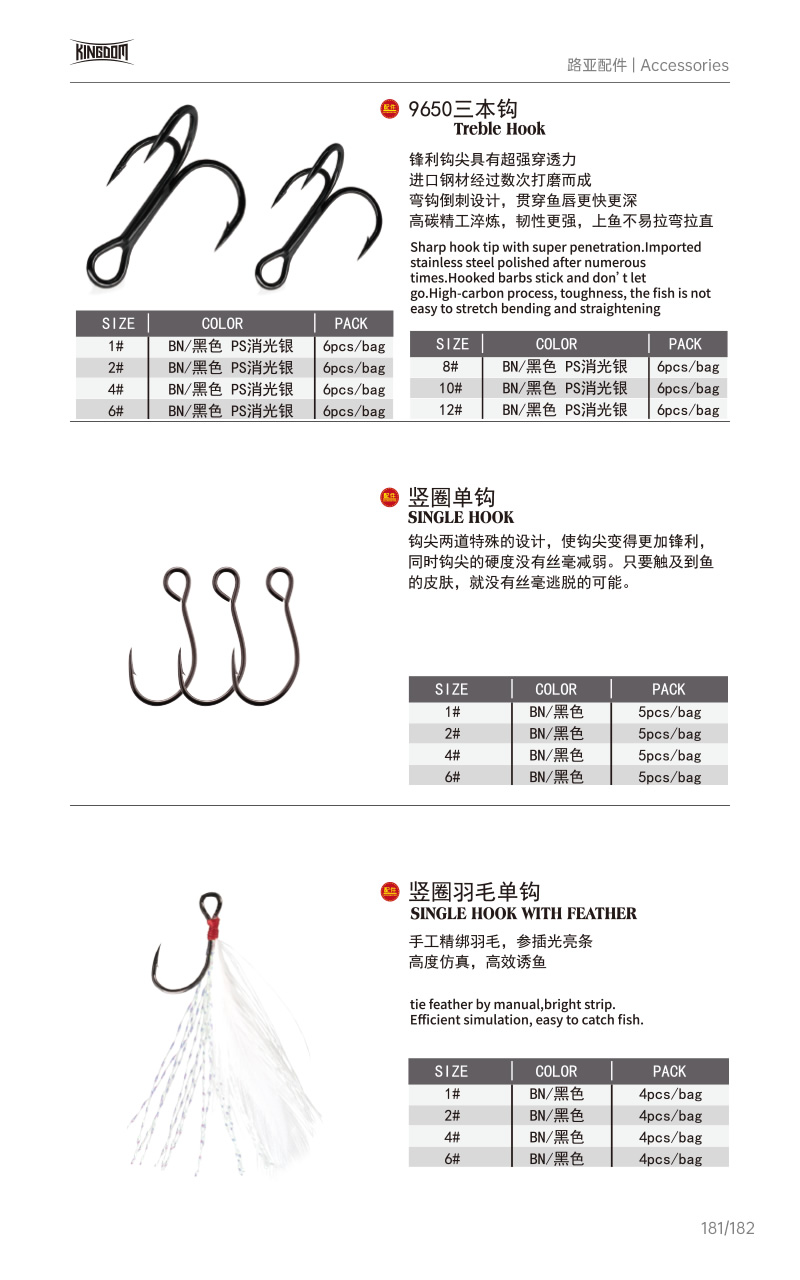 KINGDOM
路亚配件 | Accessories
配件
9650三本钩
Treble Hook
锋利钩尖具有超强穿透力
进口钢材经过数次打磨而成
弯钩倒刺设计，贯穿鱼唇更快更深
高碳精工淬炼，韧性更强，上鱼不易拉弯拉直
Sharp hook tip with super penetration.Imported
stainless steel polished after numerous
times.Hooked barbs stick and don't let
go.High-carbon process, toughness, the fish is not
easy to stretch bending and straightening
SIZE COLOR PACK
1# BN/黑色 PS消光银 6pcs/bag
2# BN/黑色 PS消光银 6pcs/bag
4# BN/黑色 PS消光银 6pcs/bag
6# BN/黑色 PS消光银 6pcs/bag
SIZE COLOR PACK
8# BN/黑色 PS消光银 6pcs/bag
10# BN/黑色 PS消光银 6pcs/bag
12# BN/黑色 PS消光银 6pcs/bag
配件
竖圈单钩
SINGLE HOOK
钩尖两道特殊的设计，使钩尖变得更加锋利，
同时钩尖的硬度没有丝毫减弱。只要触及到鱼
的皮肤，就没有丝毫逃脱的可能。
SIZE COLOR PACK
1# BN/黑色 5pcs/bag
2# BN/黑色 5pcs/bag
4# BN/黑色 5pcs/bag
6# BN/黑色 5pcs/bag
配件
竖圈羽毛单钩
SINGLE HOOK WITH FEATHER
手工精绑羽毛，参插光亮条
高度仿真，高效诱鱼
tie feather by manual,bright strip.
Efficient simulation, easy to catch fish.
SIZE COLOR PACK
1# BN/黑色 4pcs/bag
2# BN/黑色 4pcs/bag
4# BN/黑色 4pcs/bag
6# BN/黑色 4pcs/bag
181/182